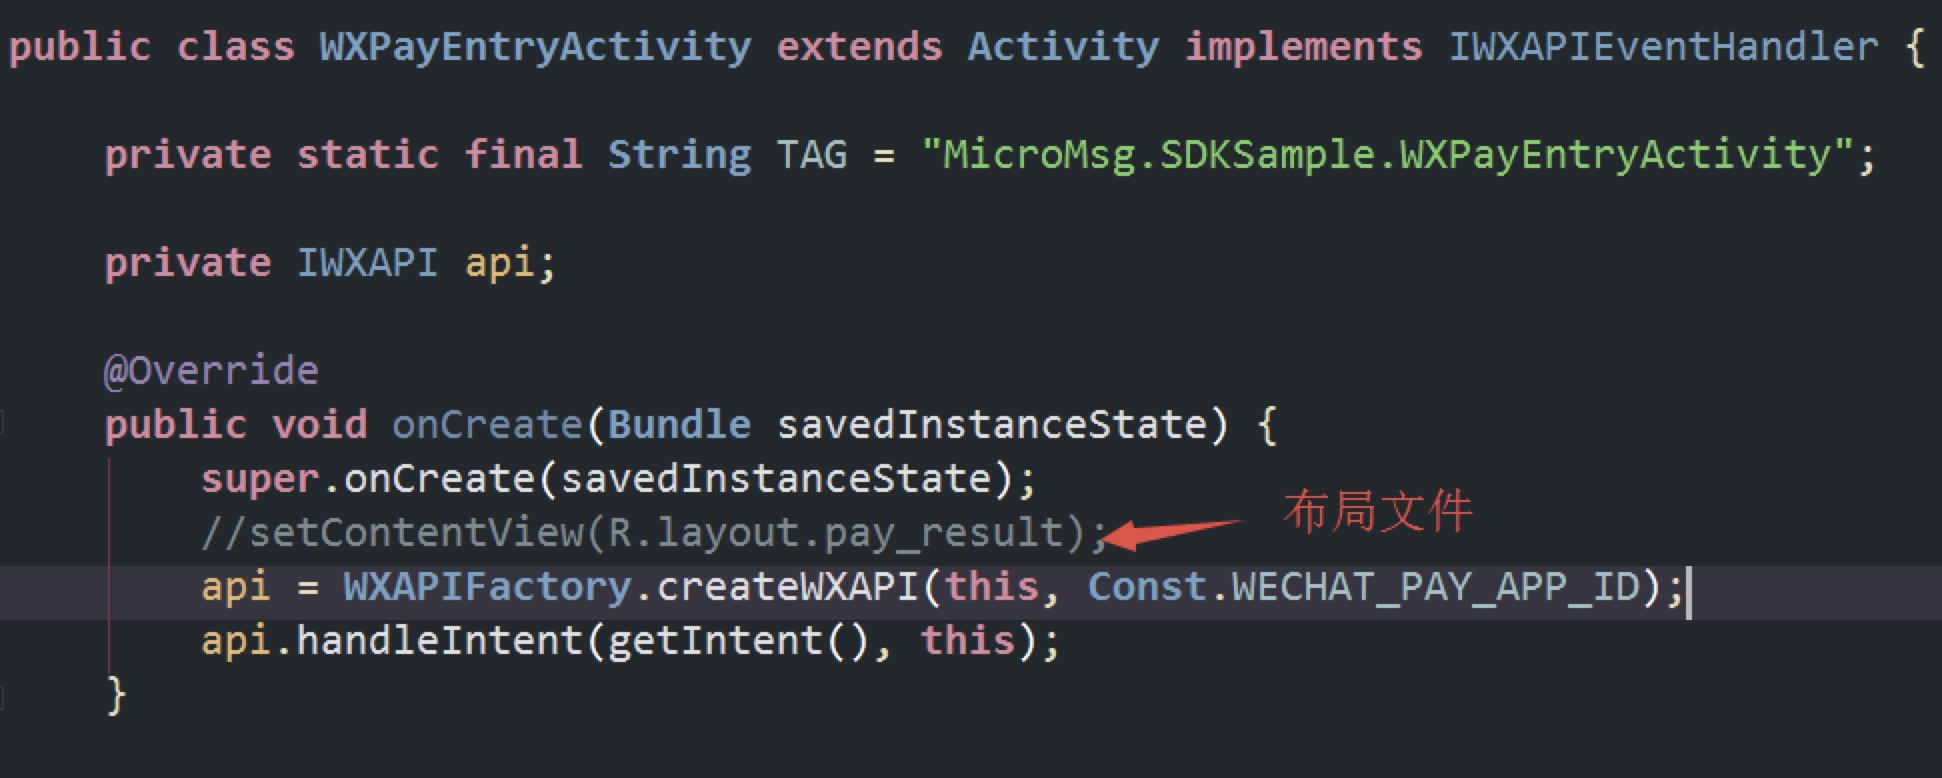 public class WXPayEntryActivity extends Activity implements IWXAPIEventHandler {
private static final String TAG = "MicroMsg.SDKSample.WXPayEntryActivity";
private IWXAPI api;
@Override
public void onCreate(Bundle savedInstanceState) {
super.onCreate(savedInstanceState);
//setContentView(R.layout.pay_result);
布局文件
api = WXAPIFactory.createWXAPI(this, Const.WECHAT_PAY_APP_ID);
api.handleIntent(getIntent(), this);
}